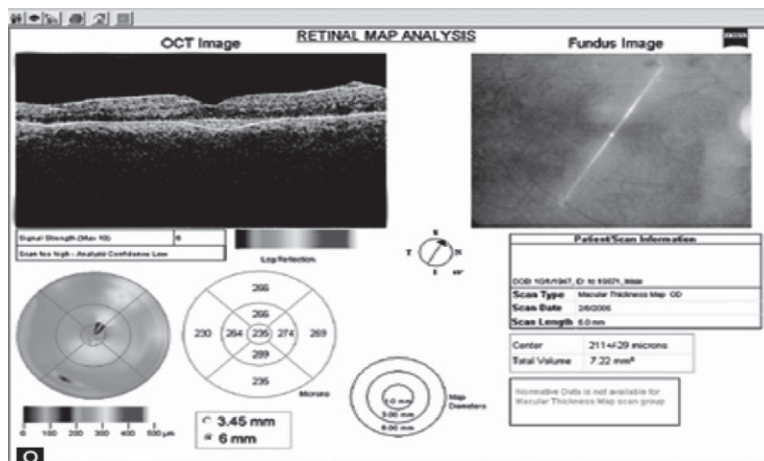 RETINAL MAP ANALYSIS
OCT Image
Fundus Image
Signal Strength (Max 10) 6
Scan too high - Analysis Confidence Low
Log Reflection
S
T N
I
Patient/Scan Information
Scan Type Macular Thickness Map OD
Scan Date
Scan Length 6.0 mm
266
266
230 264 235 274 269
289
235
Microns
Center 211+/-29 microns
Total Volume 7.22 mm³
Normative Data is not available for
Macular Thickness Map scan group
1.0 mm
3.00 mm
6.00 mm
Map
Diameters
0 100 200 300 400 500 µm
3.45 mm
6 mm